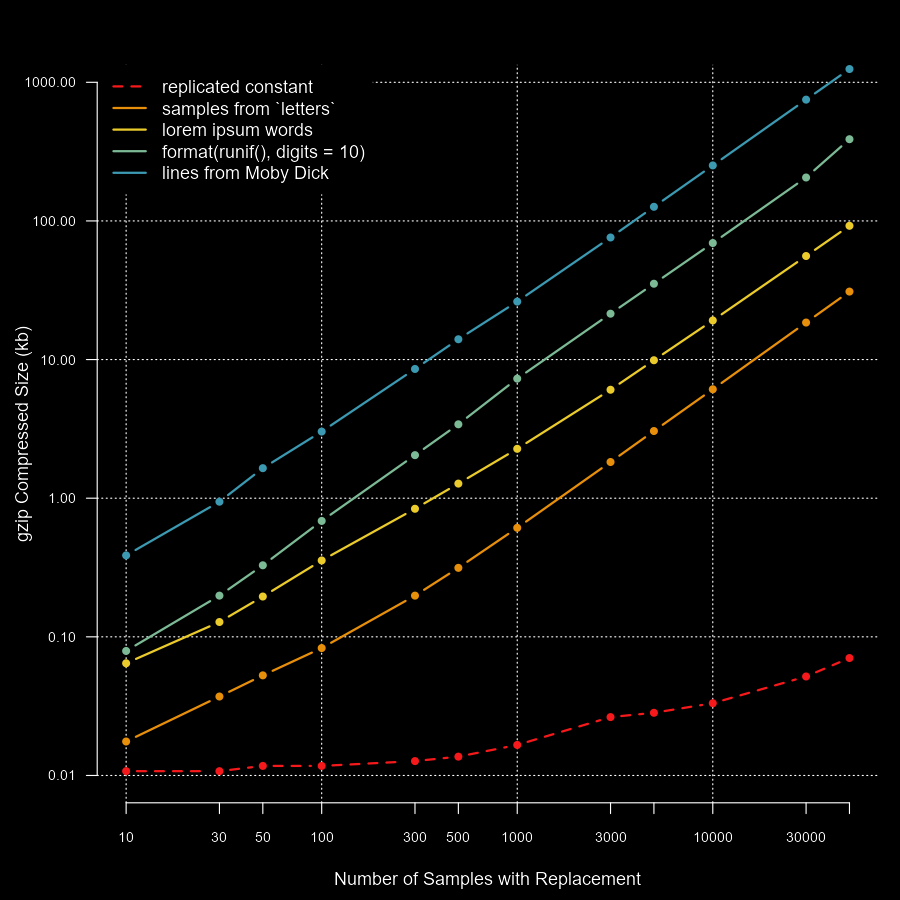 1000.00
100.00
10.00
1.00
0.10
0.01
gzip Compressed Size (kb)
replicated constant
samples from `letters`
lorem ipsum words
format(runif(), digits = 10)
lines from Moby Dick
10 30 50 100 300 500 1000 3000 10000 30000
Number of Samples with Replacement